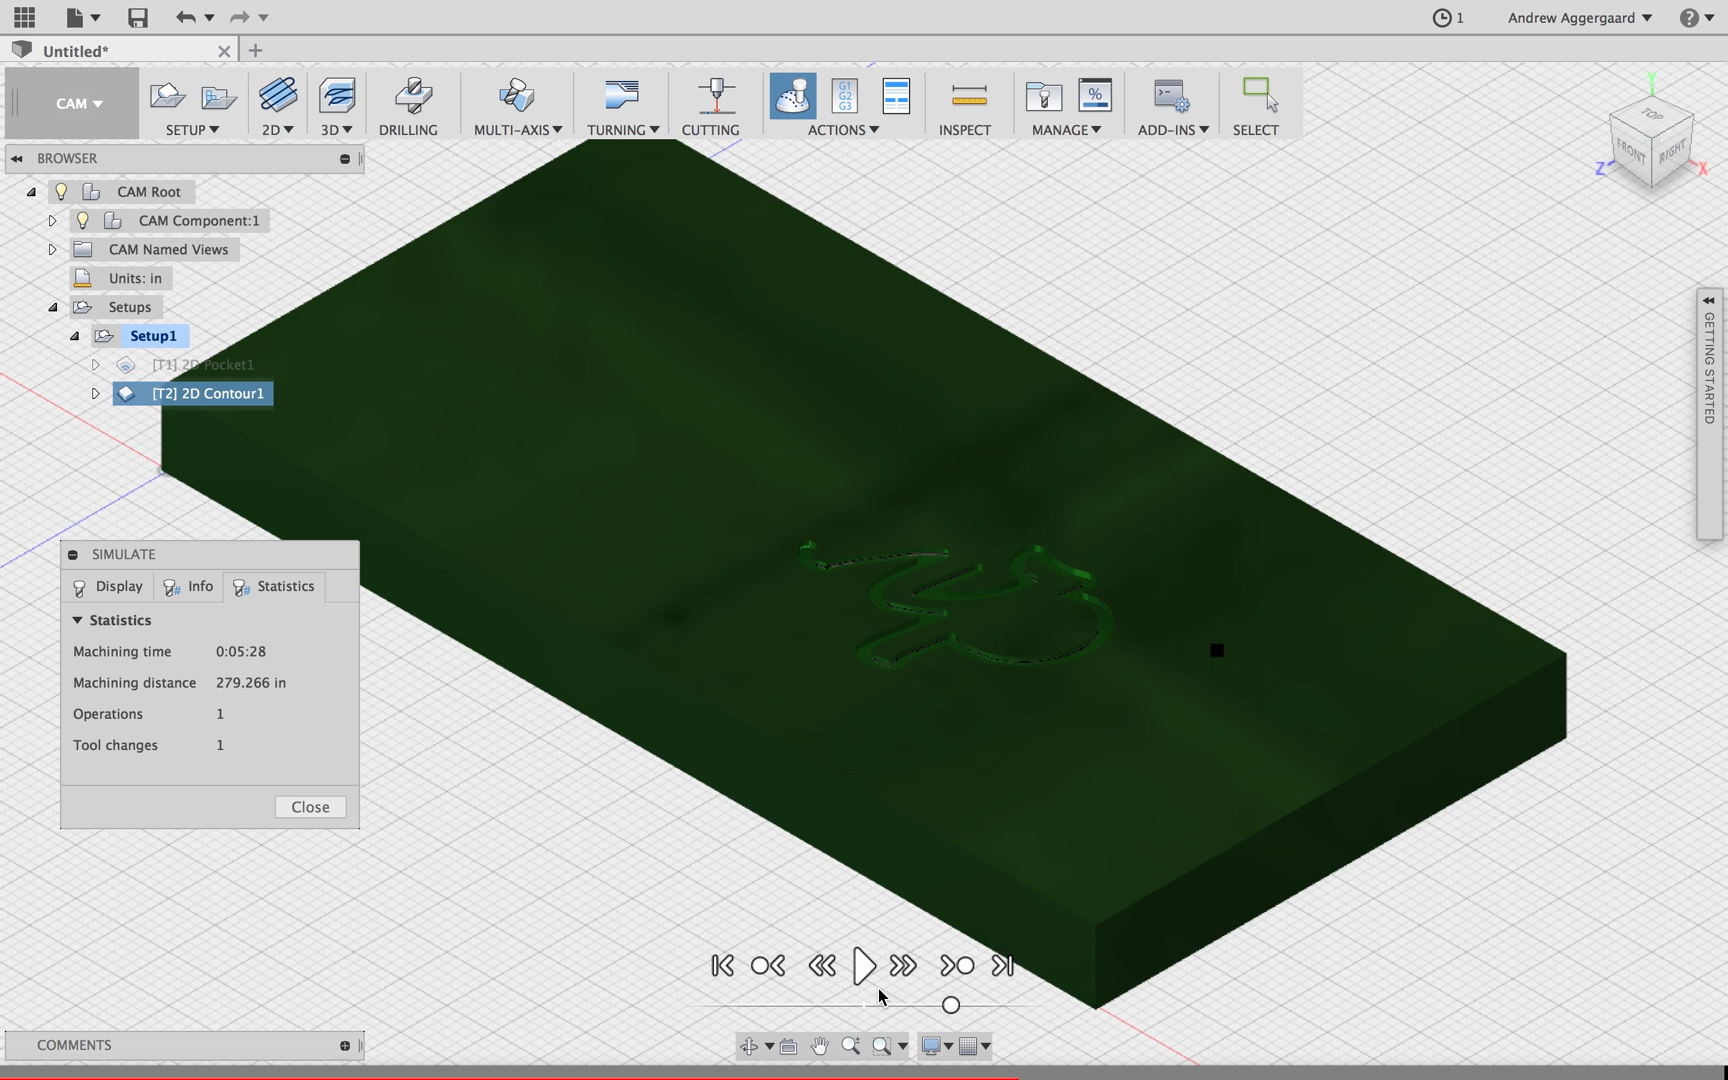 1
Andrew Aggergaard
Untitled*
CAM
SETUP
2D
3D
DRILLING
MULTI-AXIS
TURNING
CUTTING
G1
G2
G3
ACTIONS
INSPECT
%
MANAGE
ADD-INS
SELECT
Y
TOP
FRONT
RIGHT
Z
X
BROWSER
CAM Root
CAM Component:1
CAM Named Views
Units: in
Setups
Setup1
[T1] 2D Pocket1
[T2] 2D Contour1
GETTING STARTED
SIMULATE
Display
Info
Statistics
Statistics
Machining time 0:05:28
Machining distance 279.266 in
Operations 1
Tool changes 1
Close
COMMENTS